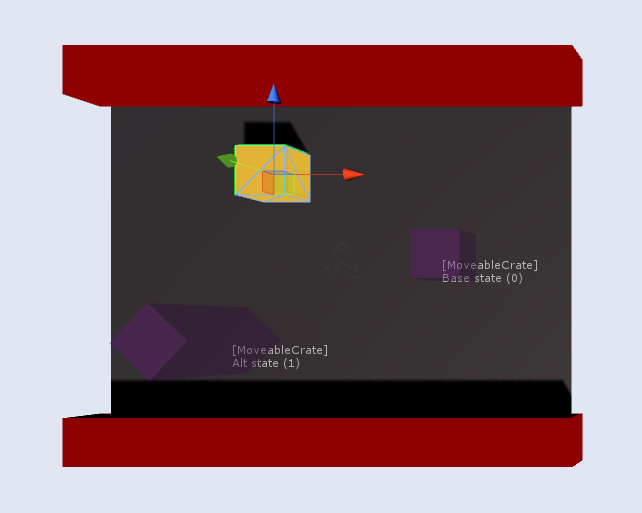 [MoveableCrate]
Base state (0)
[MoveableCrate]
Alt state (1)